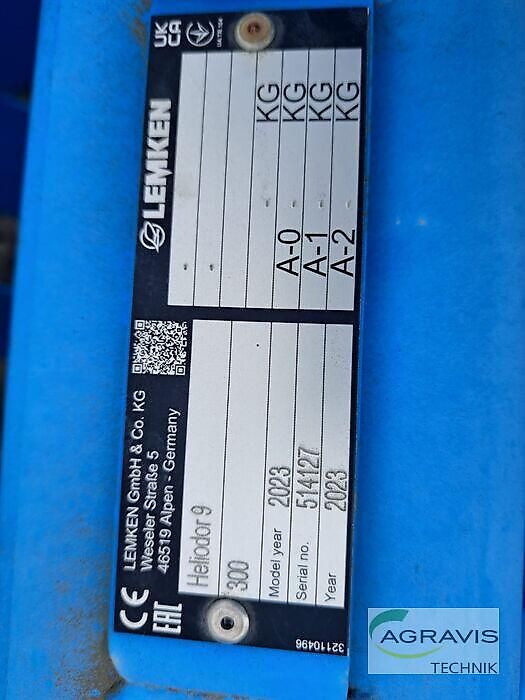 CE
EAC
LEMKEN GmbH & Co. KG
Weseler Straße 5
46519 Alpen - Germany
LEMKEN
UK
CA
Heliodor 9
300
Model year 2023
Serial no. 514127
Year 2023
- 
-
- KG
A-0 - KG
A-1 - KG
A-2 - KG
32110496
AGRAVIS
TECHNIK